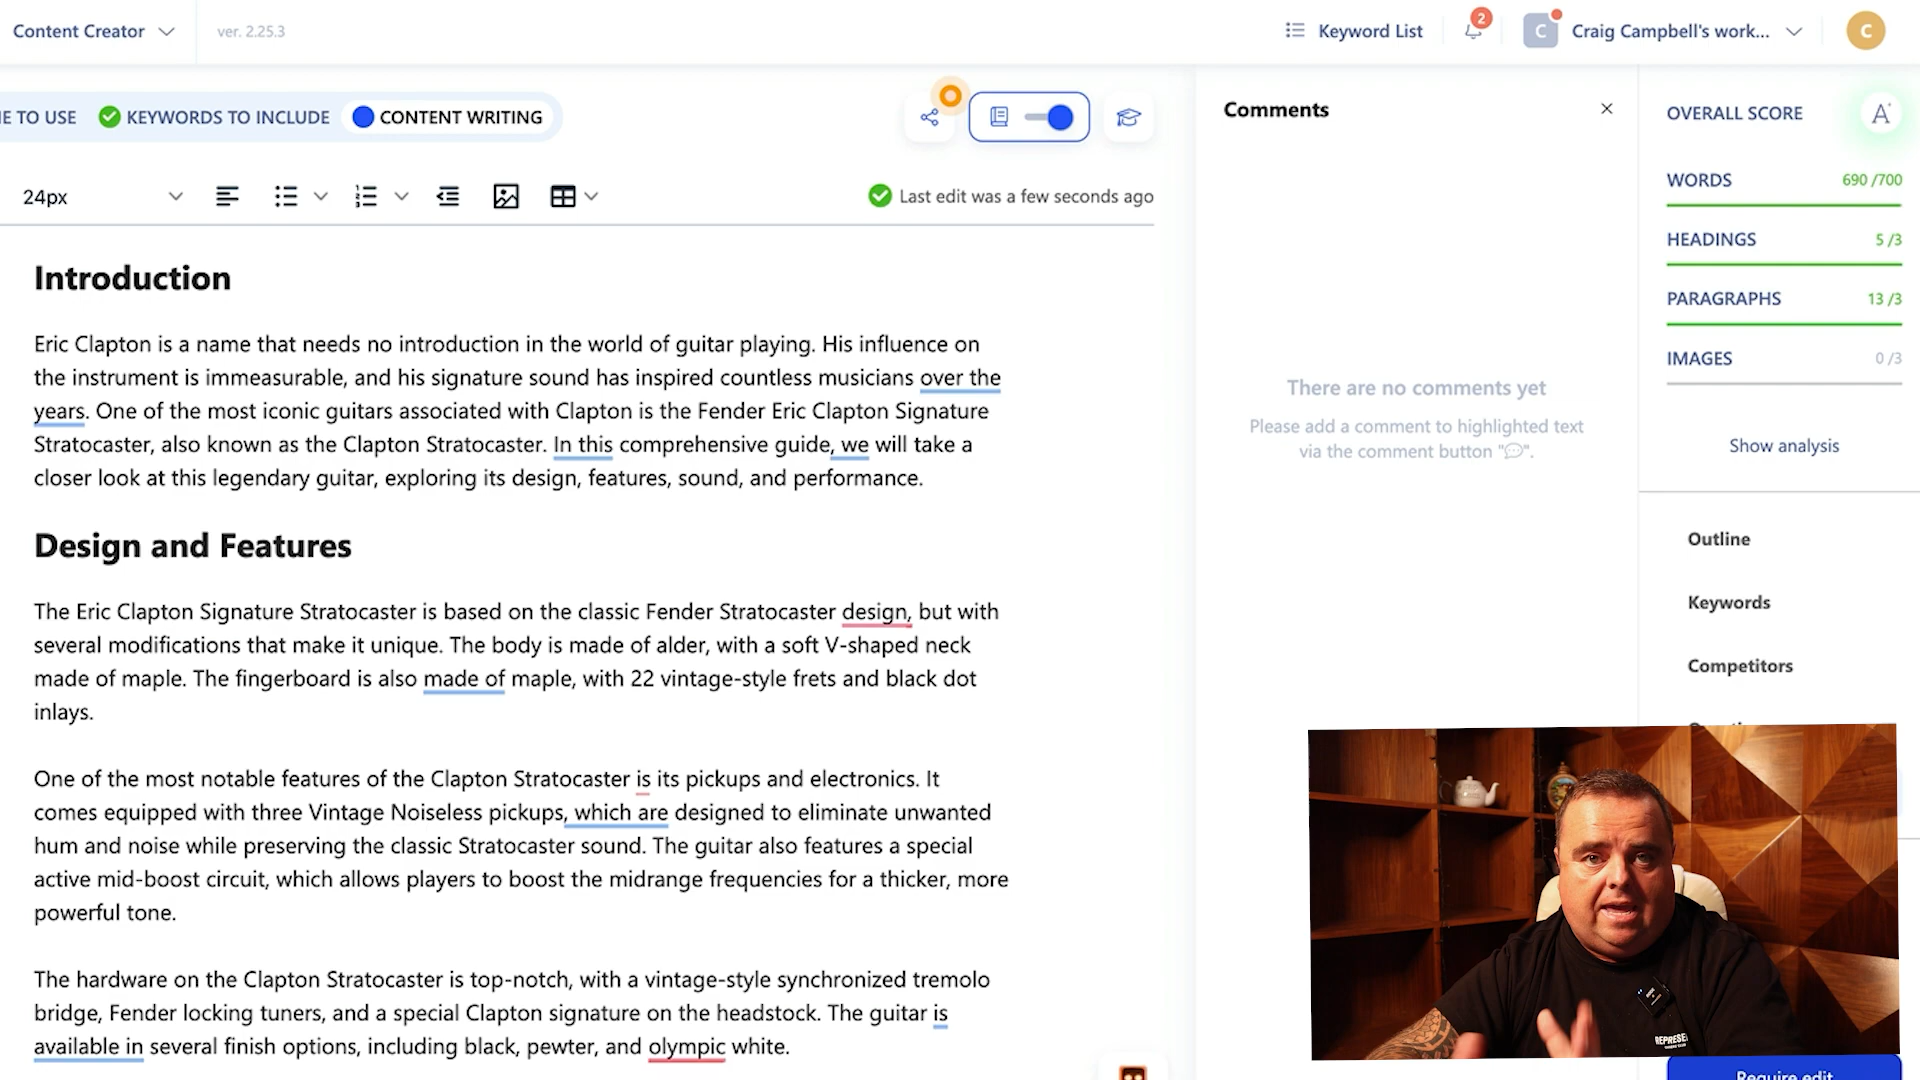 Content Creator
ver. 2.25.3
Keyword List
2
C
Craig Campbell's work...
C
E TO USE
KEYWORDS TO INCLUDE
CONTENT WRITING
24px
Last edit was a few seconds ago
Introduction
Eric Clapton is a name that needs no introduction in the world of guitar playing. His influence on
the instrument is immeasurable, and his signature sound has inspired countless musicians over the
years. One of the most iconic guitars associated with Clapton is the Fender Eric Clapton Signature
Stratocaster, also known as the Clapton Stratocaster. In this comprehensive guide, we will take a
closer look at this legendary guitar, exploring its design, features, sound, and performance.
Design and Features
The Eric Clapton Signature Stratocaster is based on the classic Fender Stratocaster design, but with
several modifications that make it unique. The body is made of alder, with a soft V-shaped neck
made of maple. The fingerboard is also made of maple, with 22 vintage-style frets and black dot
inlays.
One of the most notable features of the Clapton Stratocaster is its pickups and electronics. It
comes equipped with three Vintage Noiseless pickups, which are designed to eliminate unwanted
hum and noise while preserving the classic Stratocaster sound. The guitar also features a special
active mid-boost circuit, which allows players to boost the midrange frequencies for a thicker, more
powerful tone.
The hardware on the Clapton Stratocaster is top-notch, with a vintage-style synchronized tremolo
bridge, Fender locking tuners, and a special Clapton signature on the headstock. The guitar is
available in several finish options, including black, pewter, and olympic white.
Comments
There are no comments yet
Please add a comment to highlighted text
via the comment button "💬".
OVERALL SCORE
A+
WORDS
690 /700
HEADINGS
5 /3
PARAGRAPHS
13 /3
IMAGES
0 /3
Show analysis
Outline
Keywords
Competitors
REPRESE
Require edit